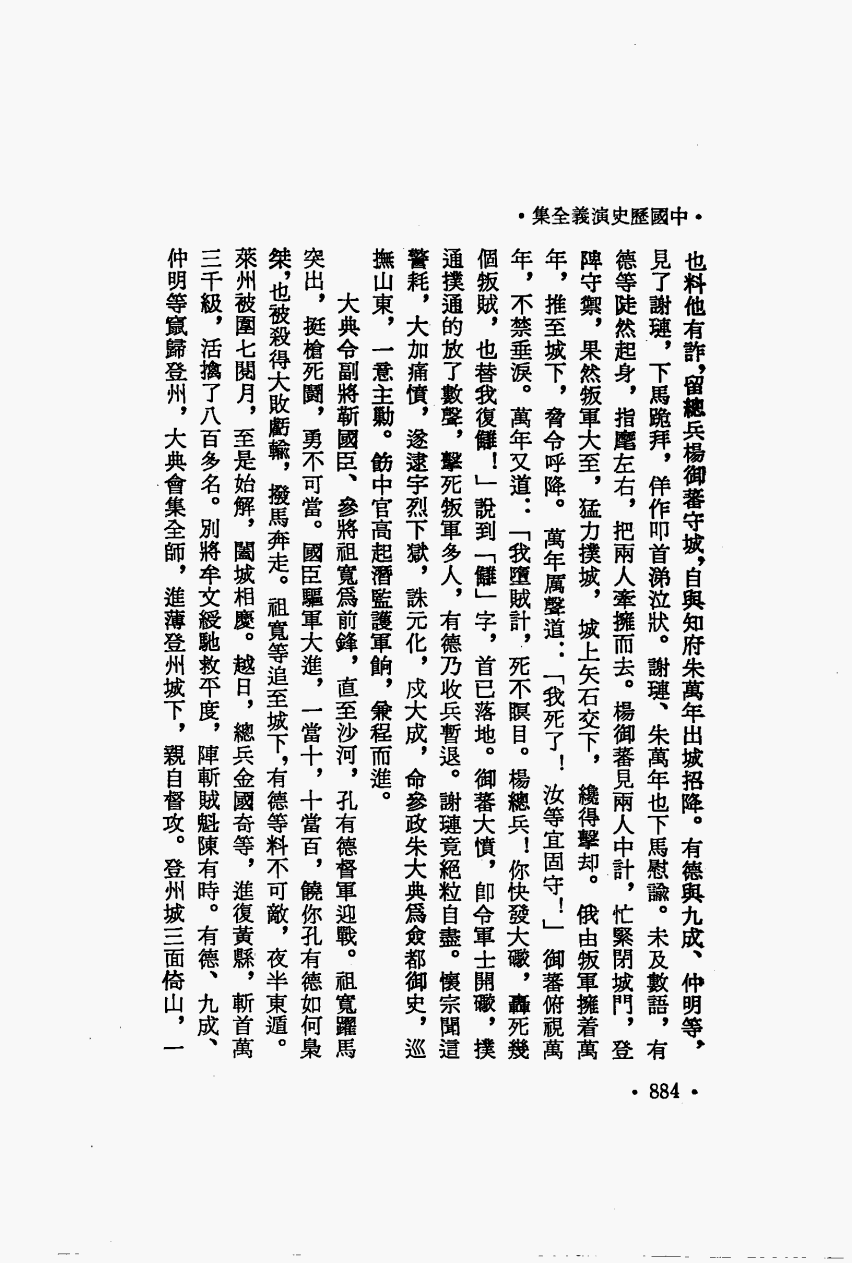 •中國歷史演義全集•
也料他有詐，留總兵楊御蕃守城，自與知府朱萬年出城招降。有德與九成、仲明等，
見了謝璉，下馬跪拜，佯作叩首涕泣狀。謝璉、朱萬年也下馬慰諭。未及數語，有
德等陡然起身，指麾左右，把兩人牽擁而去。楊御蕃見兩人中計，忙緊閉城門，登
陴守禦，果然叛軍大至，猛力撲城，城上矢石交下，纔得擊却。俄由叛軍擁着萬
年，推至城下，脅令呼降。萬年厲聲道：「我死了！汝等宜固守！」御蕃俯視萬
年，不禁垂淚。萬年又道：「我墮賊計，死不瞑目。楊總兵！你快發大礮，轟死幾
個叛賊，也替我復讎！」說到「讎」字，首已落地。御蕃大憤，卽令軍士開礮，撲
通撲通的放了數聲，擊死叛軍多人，有德乃收兵暫退。謝璉竟絕粒自盡。懷宗聞這
警耗，大加痛憤，遂逮宇烈下獄，誅元化，戍大成，命參政朱大典爲僉都御史，巡
撫山東，一意主勦。飭中官高起潛監護軍餉，兼程而進。
大典令副將靳國臣、參將祖寬爲前鋒，直至沙河，孔有德督軍迎戰。祖寬躍馬
突出，挺槍死鬪，勇不可當。國臣驅軍大進，一當十，十當百，饒你孔有德如何梟
桀，也被殺得大敗虧輸，撥馬奔走。祖寬等追至城下，有德等料不可敵，夜半東遁。
萊州被圍七閱月，至是始解，闔城相慶。越日，總兵金國奇等，進復黃縣，斬首萬
三千級，活擒了八百多名。別將牟文綬馳救平度，陣斬賊魁陳有時。有德、九成、
仲明等竄歸登州，大典會集全師，進薄登州城下，親自督攻。登州城三面倚山，一
•884•